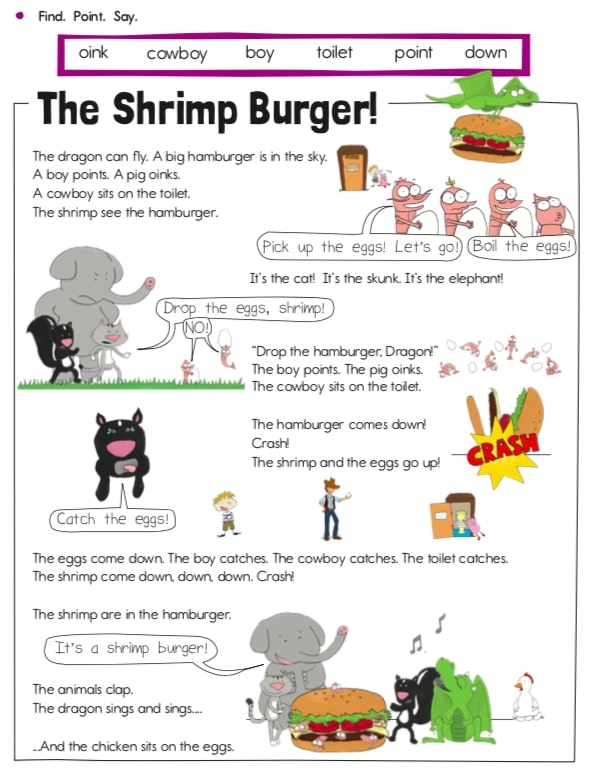 Find. Point. Say.
oink cowboy boy toilet point down
The Shrimp Burger!
The dragon can fly. A big hamburger is in the sky.
A boy points. A pig oinks.
A cowboy sits on the toilet.
The shrimp see the hamburger.
Pick up the eggs! Let's go!
Boil the eggs!
It's the cat! It's the skunk. It's the elephant!
Drop the eggs, shrimp!
NO!
"Drop the hamburger, Dragon!"
The boy points. The pig oinks.
The cowboy sits on the toilet.
The hamburger comes down!
Crash!
The shrimp and the eggs go up!
CRASH
Catch the eggs!
The eggs come down. The boy catches. The cowboy catches. The toilet catches.
The shrimp come down, down, down. Crash!
The shrimp are in the hamburger.
It's a shrimp burger!
The animals clap.
The dragon sings and sings....
...And the chicken sits on the eggs.